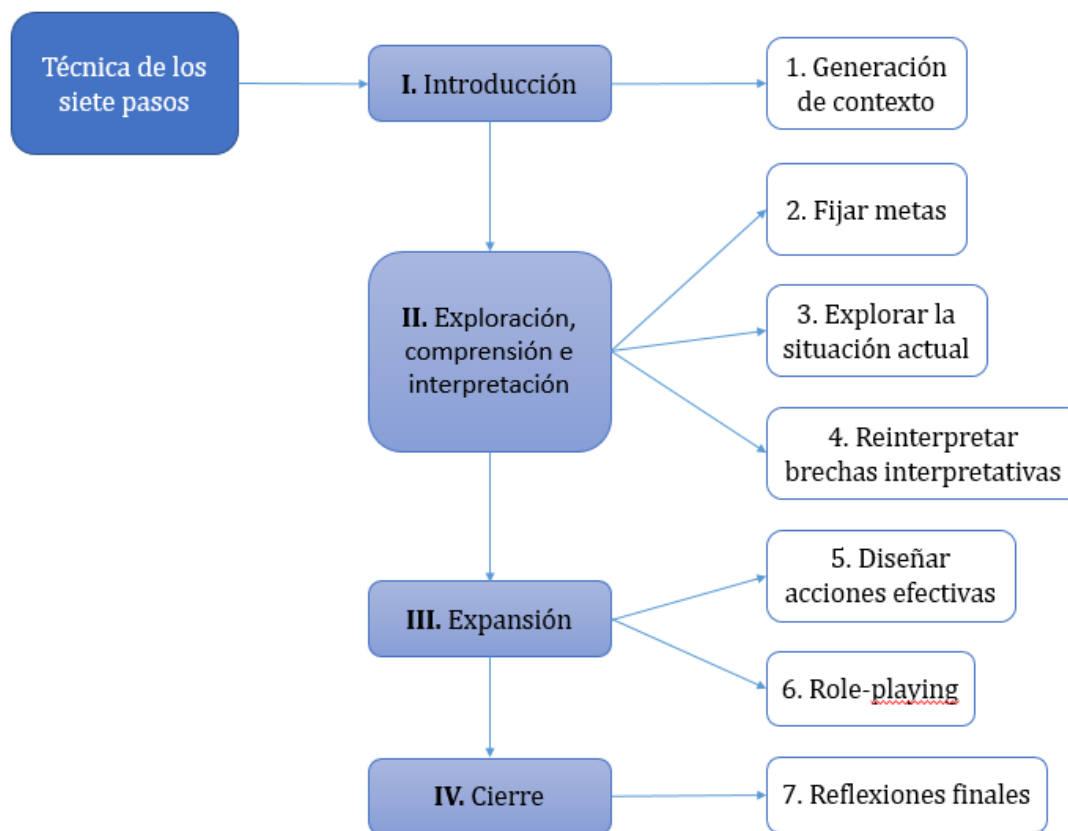 Técnica de los
siete pasos
I. Introducción
1. Generación
de contexto
2. Fijar metas
II. Exploración,
comprensión e
interpretación
3. Explorar la
situación actual
4. Reinterpretar
brechas interpretativas
5. Diseñar
acciones efectivas
III. Expansión
6. Role-playing
IV. Cierre
7. Reflexiones finales